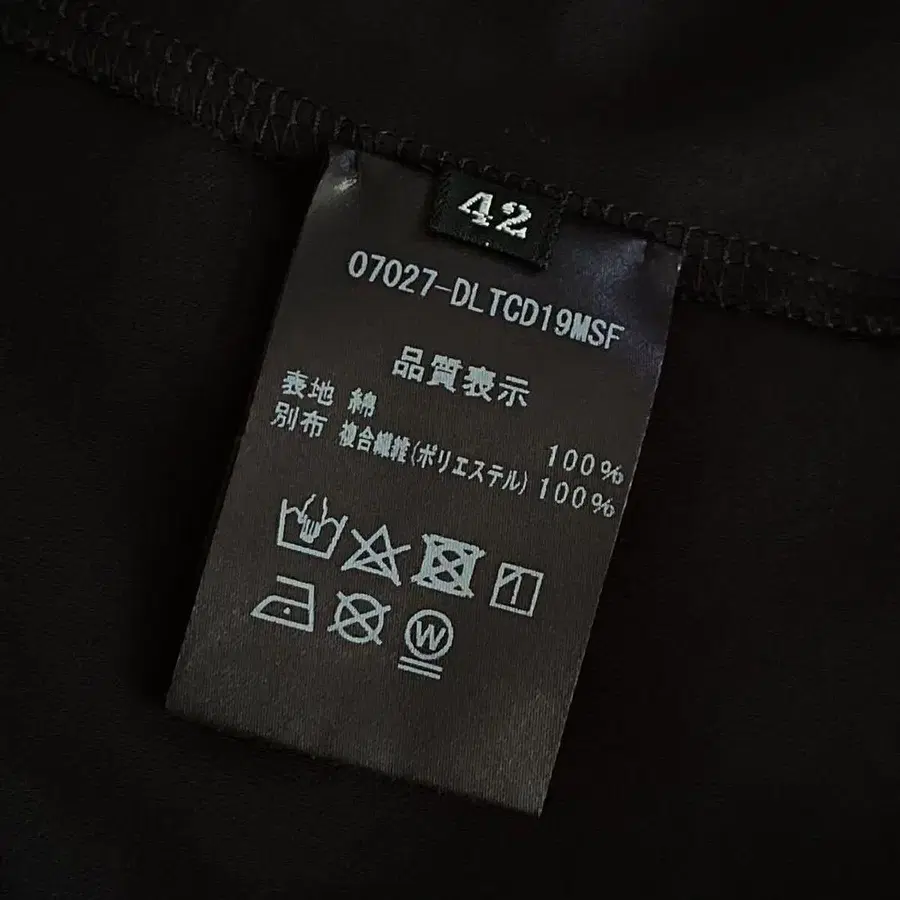 42
07027-DLTCD19MSF
品質表示
表地 綿 100%
別布 複合繊維(ポリエステル) 100%
W